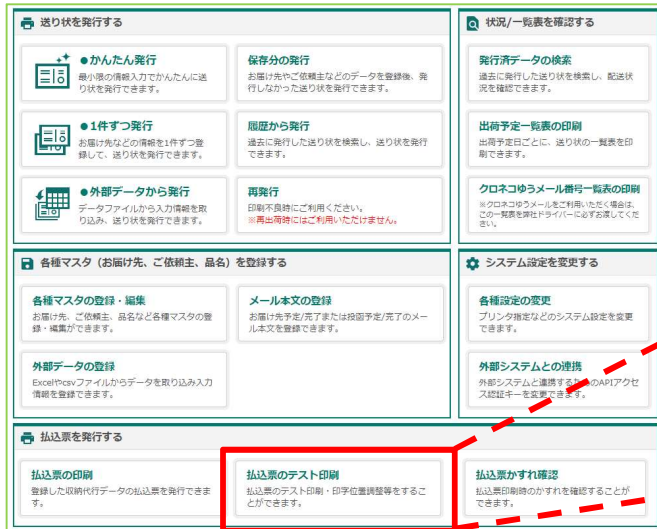 送り状を発行する
●かんたん発行
最小限の情報入力でかんたんに送
り状を発行できます。
保存分の発行
お届け先やご依頼主などのデータを登録後、発
行しなかった送り状を発行できます。
●1件ずつ発行
お届け先などの情報を1件ずつ登
録して、送り状を発行できます。
履歴から発行
過去に発行した送り状を検索し、送り状を発行
できます。
●外部データから発行
データファイルから入力情報を取
り込み、送り状を発行できます。
再発行
印刷不良時にご利用ください。
※再出荷時にはご利用いただけません。
状況/一覧表を確認する
発行済データの検索
過去に発行した送り状を検索し、配送状
況を確認できます。
出荷予定一覧表の印刷
出荷予定日ごとに、送り状の一覧表を印
刷できます。
クロネコゆうメール番号一覧表の印刷
※クロネコゆうメールをご利用いただく場合は、
この一覧表を弊社ドライバーに必ずお渡しくだ
さい。
各種マスタ（お届け先、ご依頼主、品名）を登録する
各種マスタの登録・編集
お届け先、ご依頼主、品名など各種マスタの登
録・編集ができます。
メール本文の登録
お届け予定/完了または投函予定/完了のメー
ル本文を登録できます。
外部データの登録
Excelやcsvファイルからデータを取り込み入力
情報を登録できます。
システム設定を変更する
各種設定の変更
プリンタ指定などのシステム設定を変更
できます。
外部システムとの連携
外部システムと連携するためのAPIアクセ
ス認証キーを変更できます。
払込票を発行する
払込票の印刷
登録した収納代行データの払込票を発行できま
す。
払込票のテスト印刷
払込票のテスト印刷・印字位置調整等をするこ
とができます。
払込票かすれ確認
払込票印刷時のかすれを確認することが
できます。